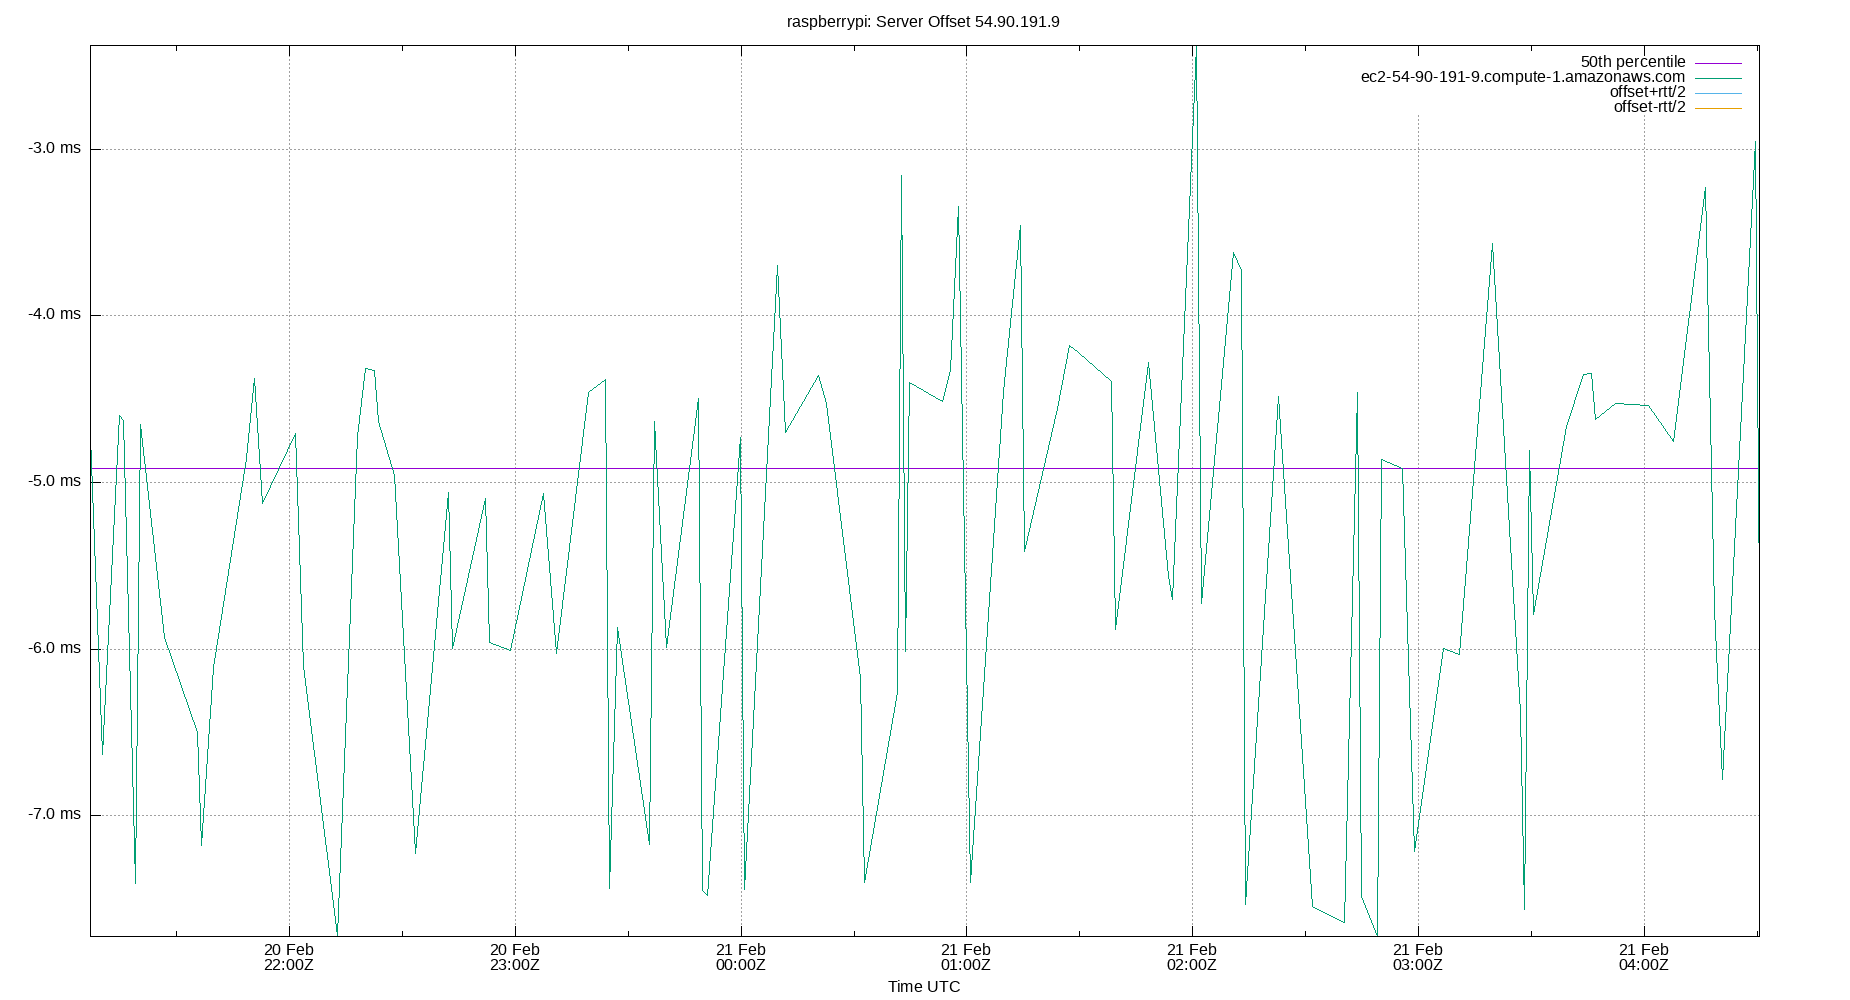 raspberrypi: Server Offset 54.90.191.9
50th percentile
ec2-54-90-191-9.compute-1.amazonaws.com
offset+rtt/2
offset-rtt/2
-3.0 ms
-4.0 ms
-5.0 ms
-6.0 ms
-7.0 ms
20 Feb 20 Feb 21 Feb 21 Feb 21 Feb 21 Feb 21 Feb
22:00Z 23:00Z 00:00Z 01:00Z 02:00Z 03:00Z 04:00Z
Time UTC